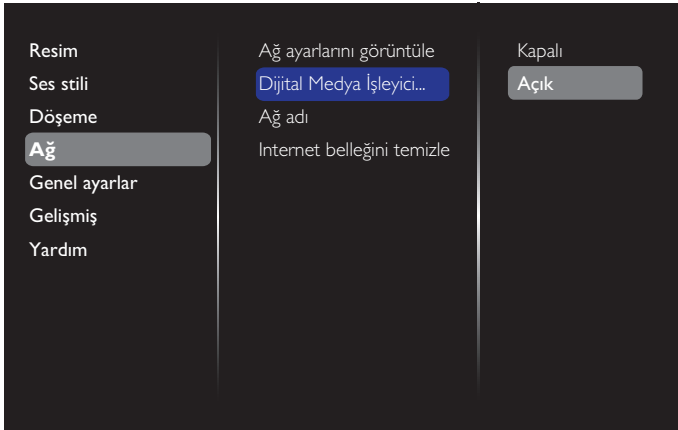 Resim
Ses stili
Döşeme
Ağ
Genel ayarlar
Gelişmiş
Yardım
Ağ ayarlarını görüntüle
Dijital Medya İşleyici...
Ağ adı
Internet belleğini temizle
Kapalı
Açık